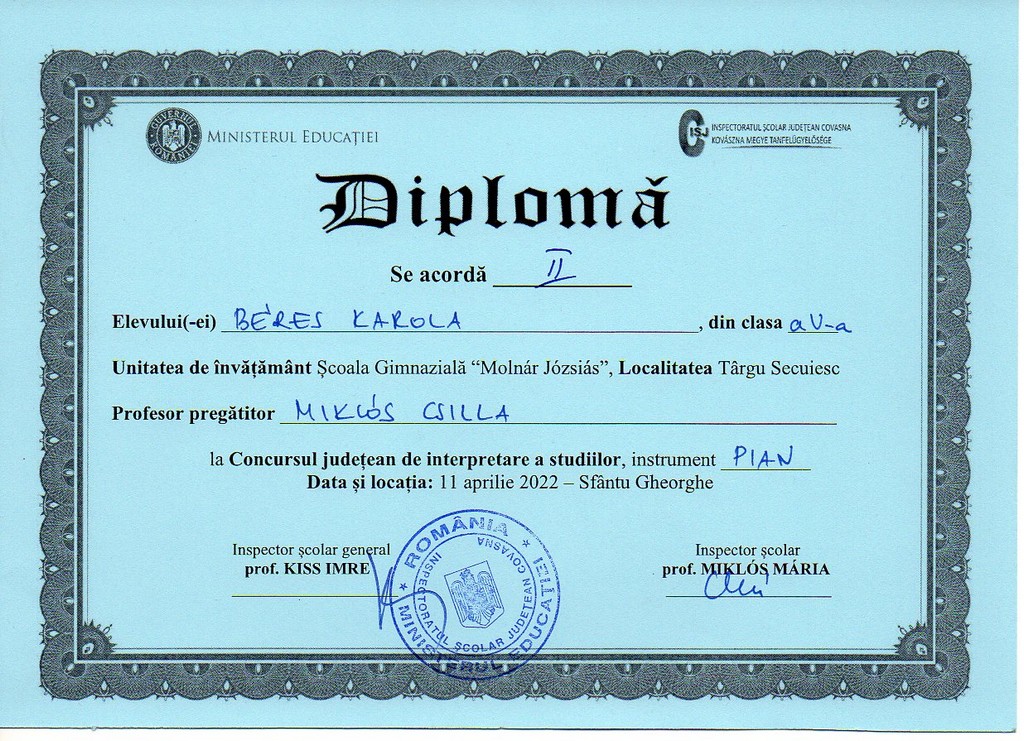 GUVERNUL ROMÂNIEI
MINISTERUL EDUCAȚIEI
CISJ
INSPECTORATUL ȘCOLAR JUDEȚEAN COVASNA
KOVÁSZNA MEGYE TANFELÜGYELŐSÉGE
Diplomă
Se acordă II
Elevului(-ei) BÉRES KAROLA, din clasa a V-a
Unitatea de învățământ Școala Gimnazială “Molnár Józsiás”, Localitatea Târgu Secuiesc
Profesor pregătitor MIKLÓS CSILLA
la Concursul județean de interpretare a studiilor, instrument PIAN
Data și locația: 11 aprilie 2022 – Sfântu Gheorghe
Inspector școlar general
prof. KISS IMRE
Inspector școlar
prof. MIKLÓS MÁRIA
ROMÂNIA
MINISTERUL EDUCAȚIEI
INSPECTORATUL ȘCOLAR JUDEȚEAN COVASNA